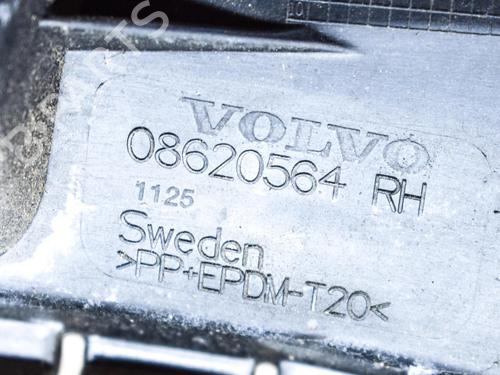 VOLVO
08620564 RH
1125
Sweden
>PP+EPDM-T20<